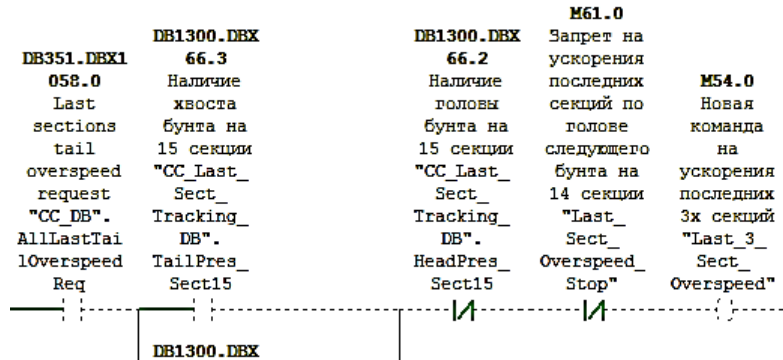 M61.0
DB1300.DBX DB1300.DBX Запрет на
DB351.DBX1 66.3 66.2 ускорения
058.0 Наличие Наличие последних M54.0
Last хвоста головы секций по Новая
sections бунта на бунта на голове команда
tail 15 секции 15 секции следующего на
overspeed "CC_Last_ "CC_Last_ бунта на ускорения
request Sect_ Sect_ 14 секции последних
"CC_DB". Tracking_ Tracking_ "Last_ 3х секций
AllLastTai DB". DB". Sect_ "Last_3_
lOverspeed TailPres_ HeadPres_ Overspeed_ Sect_
Req Sect15 Sect15 Stop" Overspeed"
DB1300.DBX